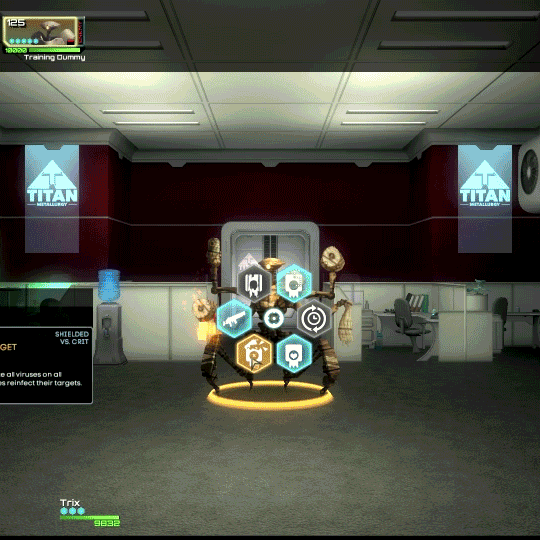 125
10000
Training Dummy
TITAN
METALLURGY
TITAN
METALLURGY
SHIELDED
VS. CRIT
GET
e all viruses on all
es reinfect their targets.
Trix
9832